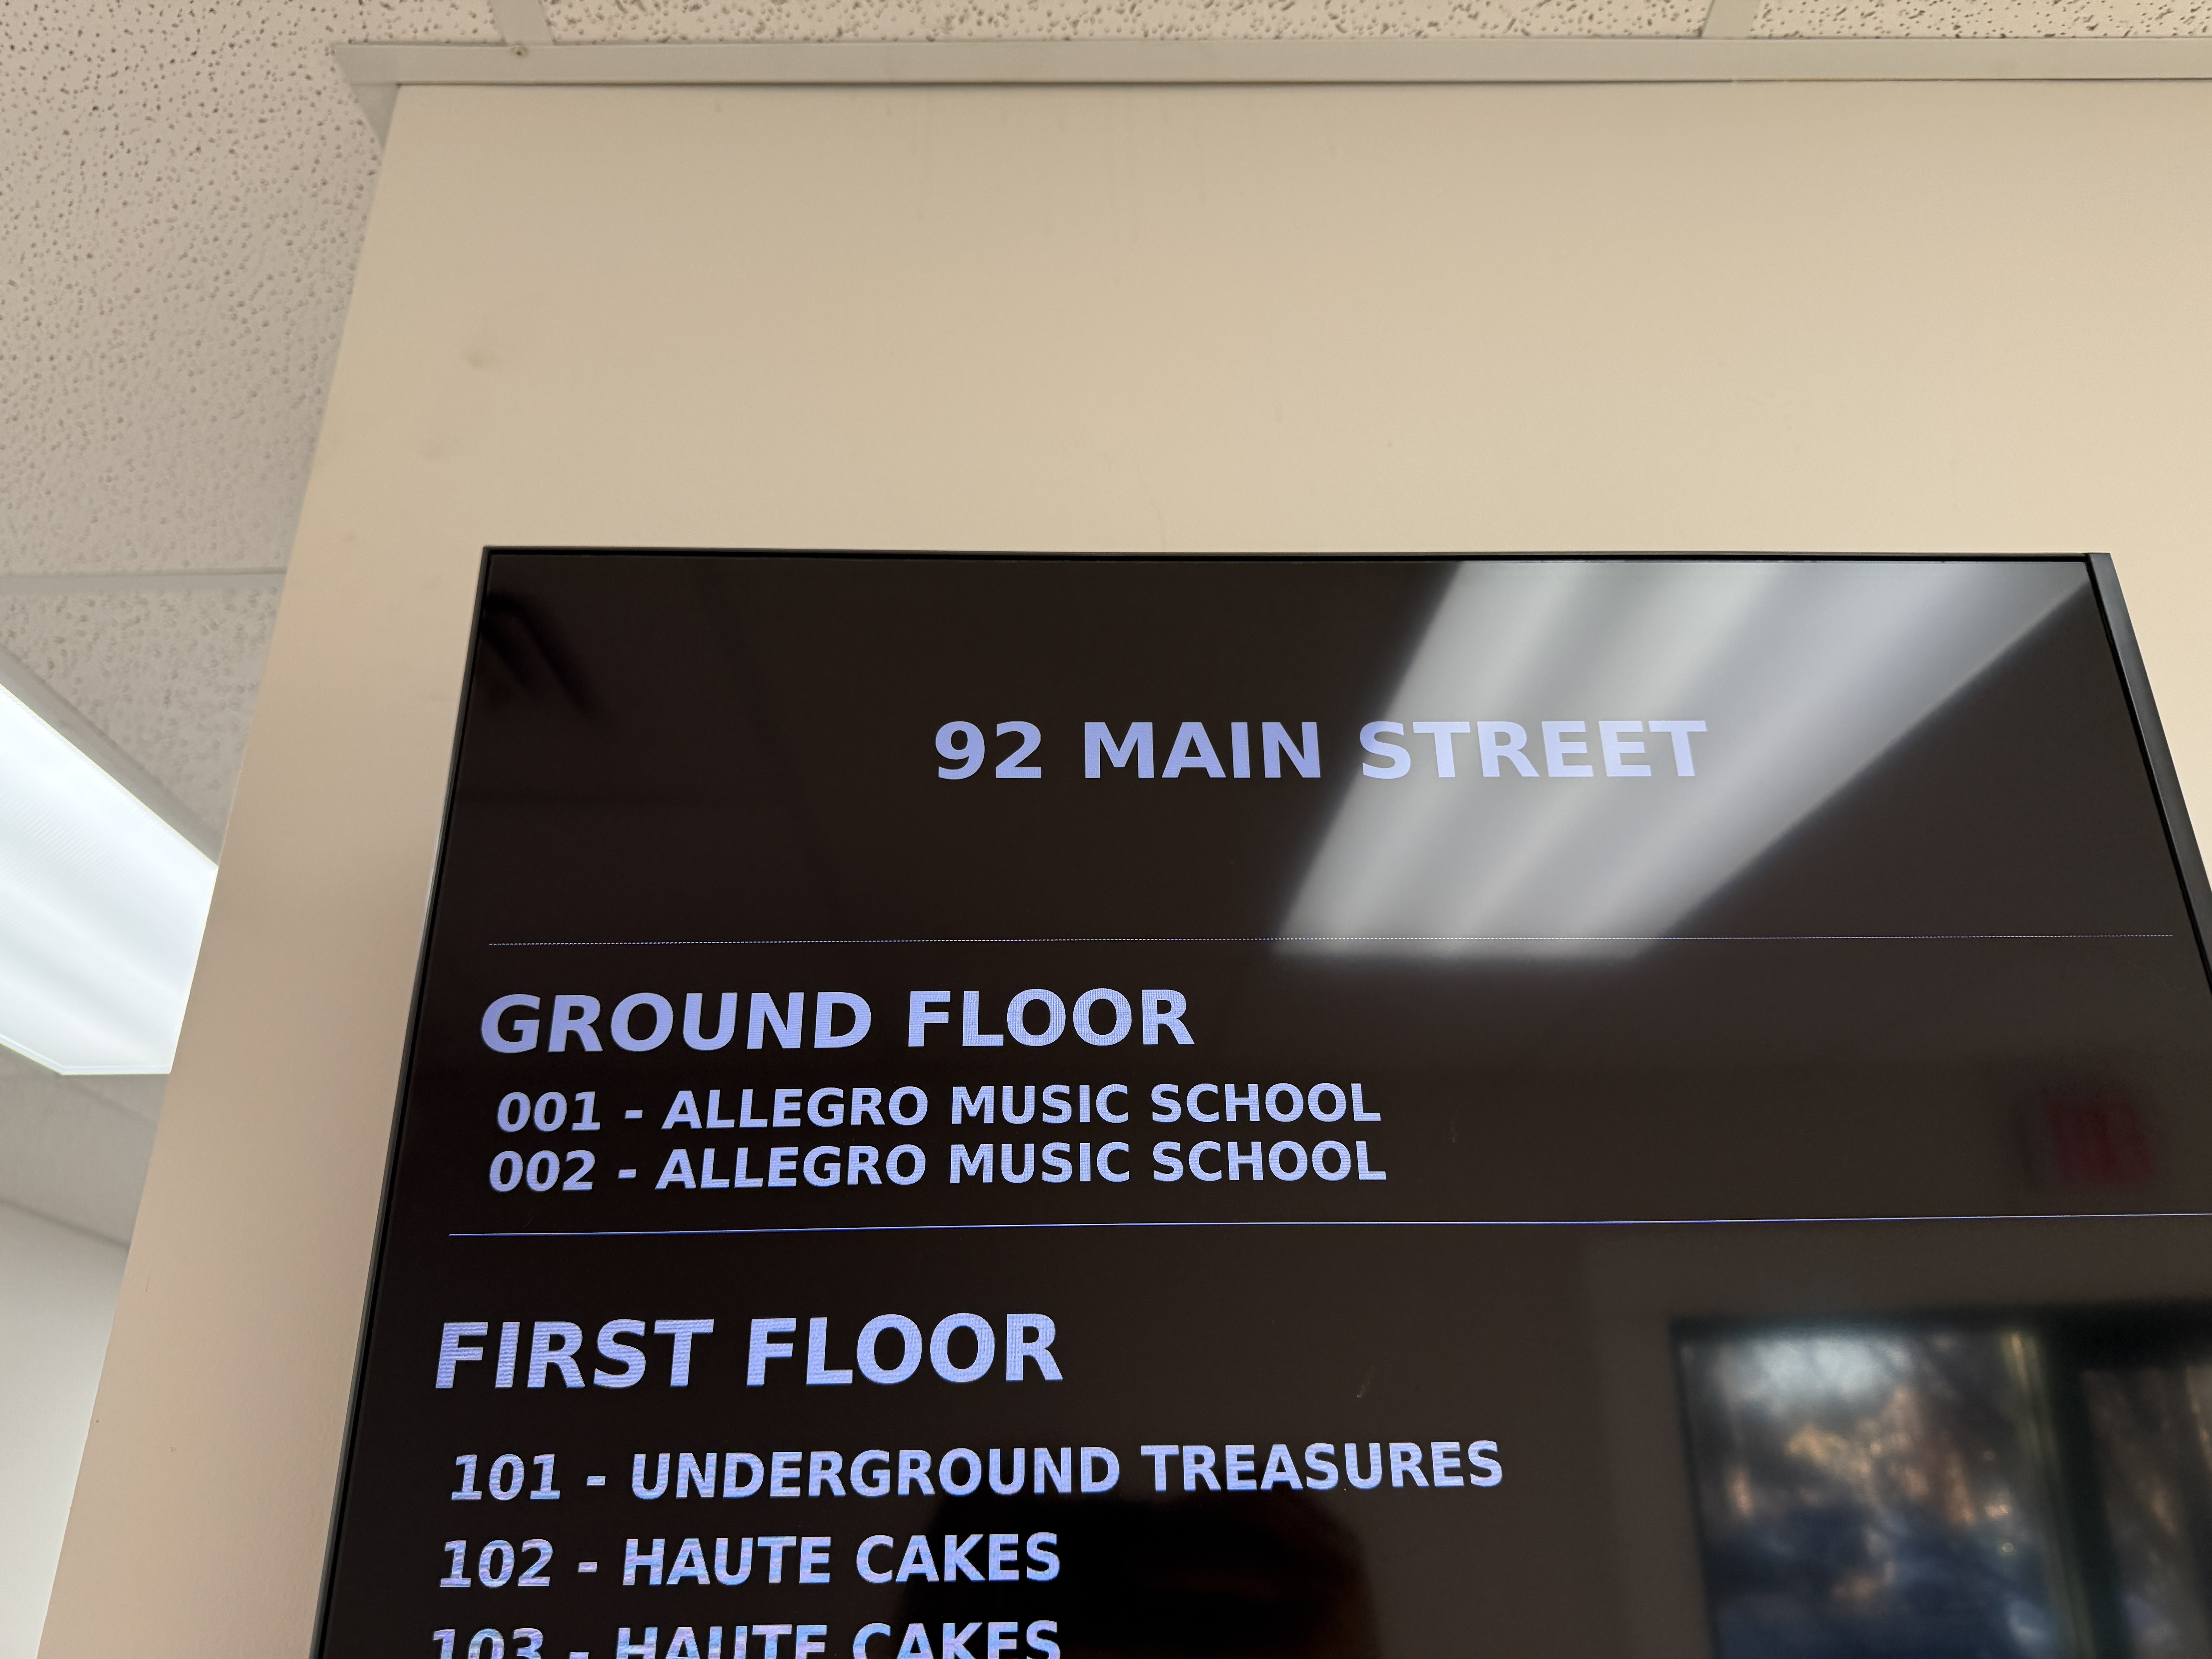 92 MAIN STREET
GROUND FLOOR
001 - ALLEGRO MUSIC SCHOOL
002 - ALLEGRO MUSIC SCHOOL
FIRST FLOOR
101 - UNDERGROUND TREASURES
102 - HAUTE CAKES
103 - HAUTE CAKES